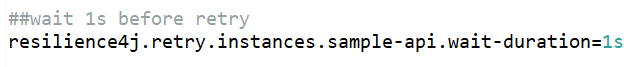 ##wait 1s before retry
resilience4j.retry.instances.sample-api.wait-duration=1s